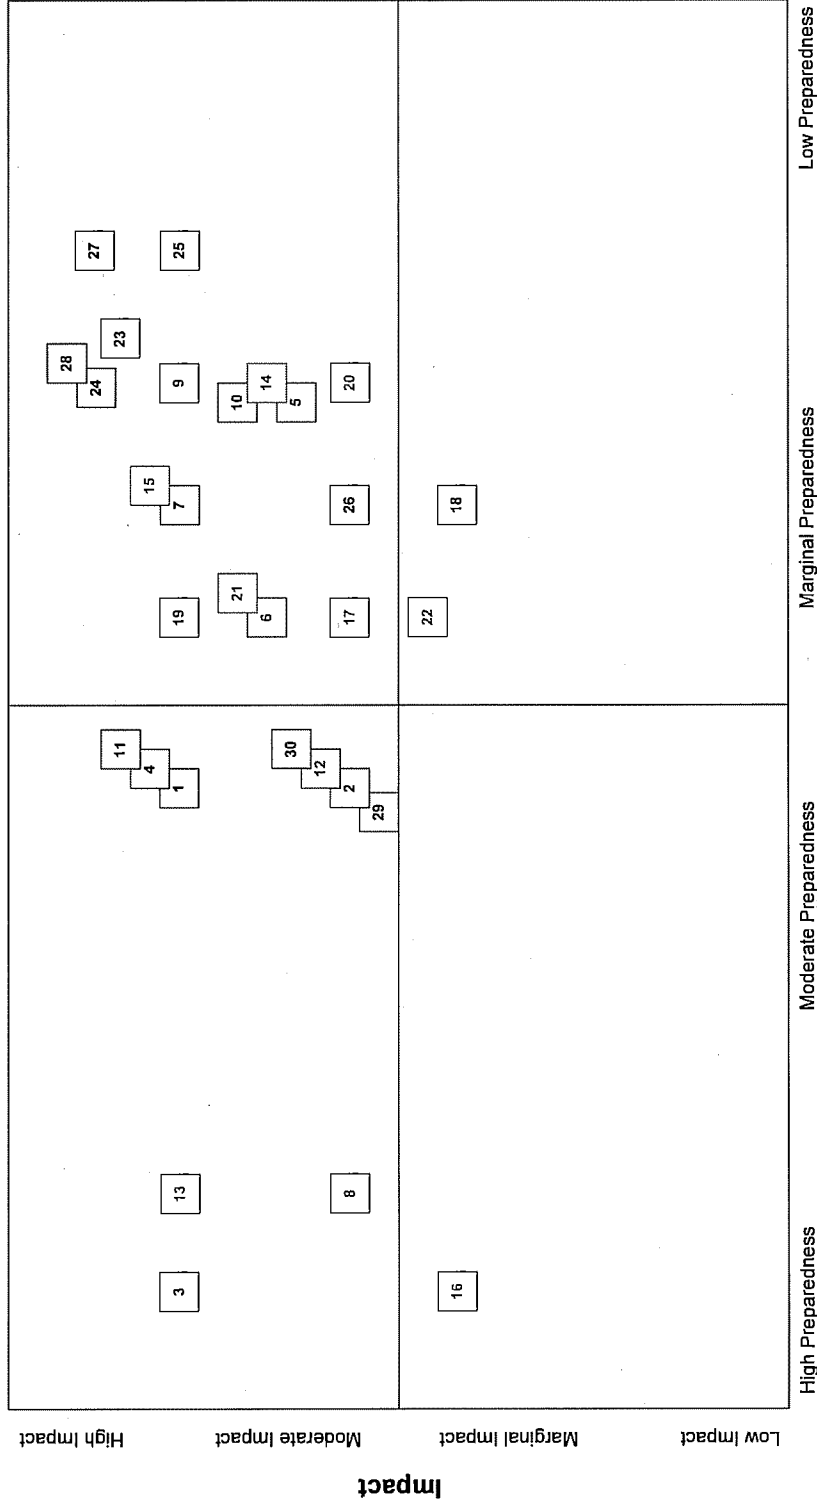 Impact
High Impact
28
24 27
11 23
4 15
3 13 1 19 7 9 25
21 10
Moderate Impact
6 14
30 5
12
8 2 17 26 20
29
22
Marginal Impact
16 18
Low Impact
High Preparedness Moderate Preparedness Marginal Preparedness Low Preparedness